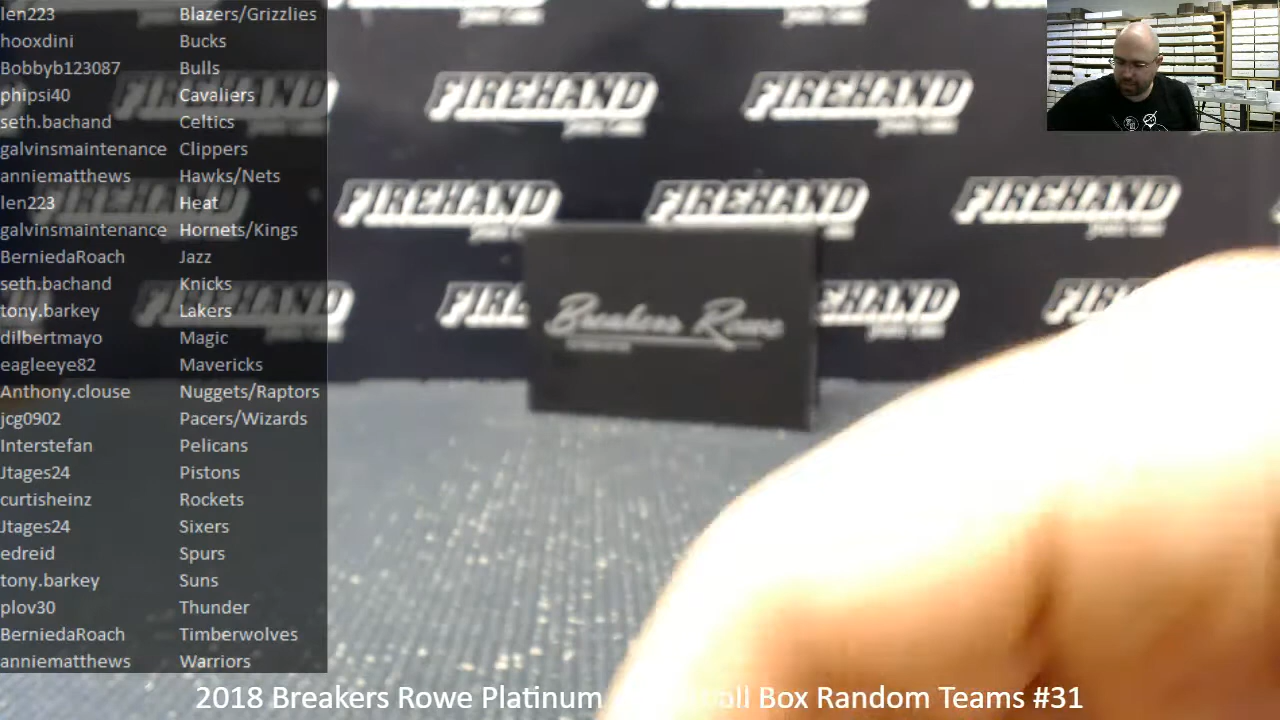 len223 Blazers/Grizzlies
hooxdini Bucks
Bobbyb123087 Bulls
phipsi40 Cavaliers
seth.bachand Celtics
galvinsmaintenance Clippers
anniematthews Hawks/Nets
len223 Heat
galvinsmaintenance Hornets/Kings
BerniedaRoach Jazz
seth.bachand Knicks
tony.barkey Lakers
dilbertmayo Magic
eagleeye82 Mavericks
Anthony.clouse Nuggets/Raptors
jcg0902 Pacers/Wizards
Interstefan Pelicans
Jtages24 Pistons
curtisheinz Rockets
Jtages24 Sixers
edreid Spurs
tony.barkey Suns
plov30 Thunder
BerniedaRoach Timberwolves
anniematthews Warriors
FIREHAND FIREHAND FIREHAND
FIREHAND FIREHAND FIREHAND
Breakers Rowe
2018 Breakers Rowe Platinum Box Random Teams #31